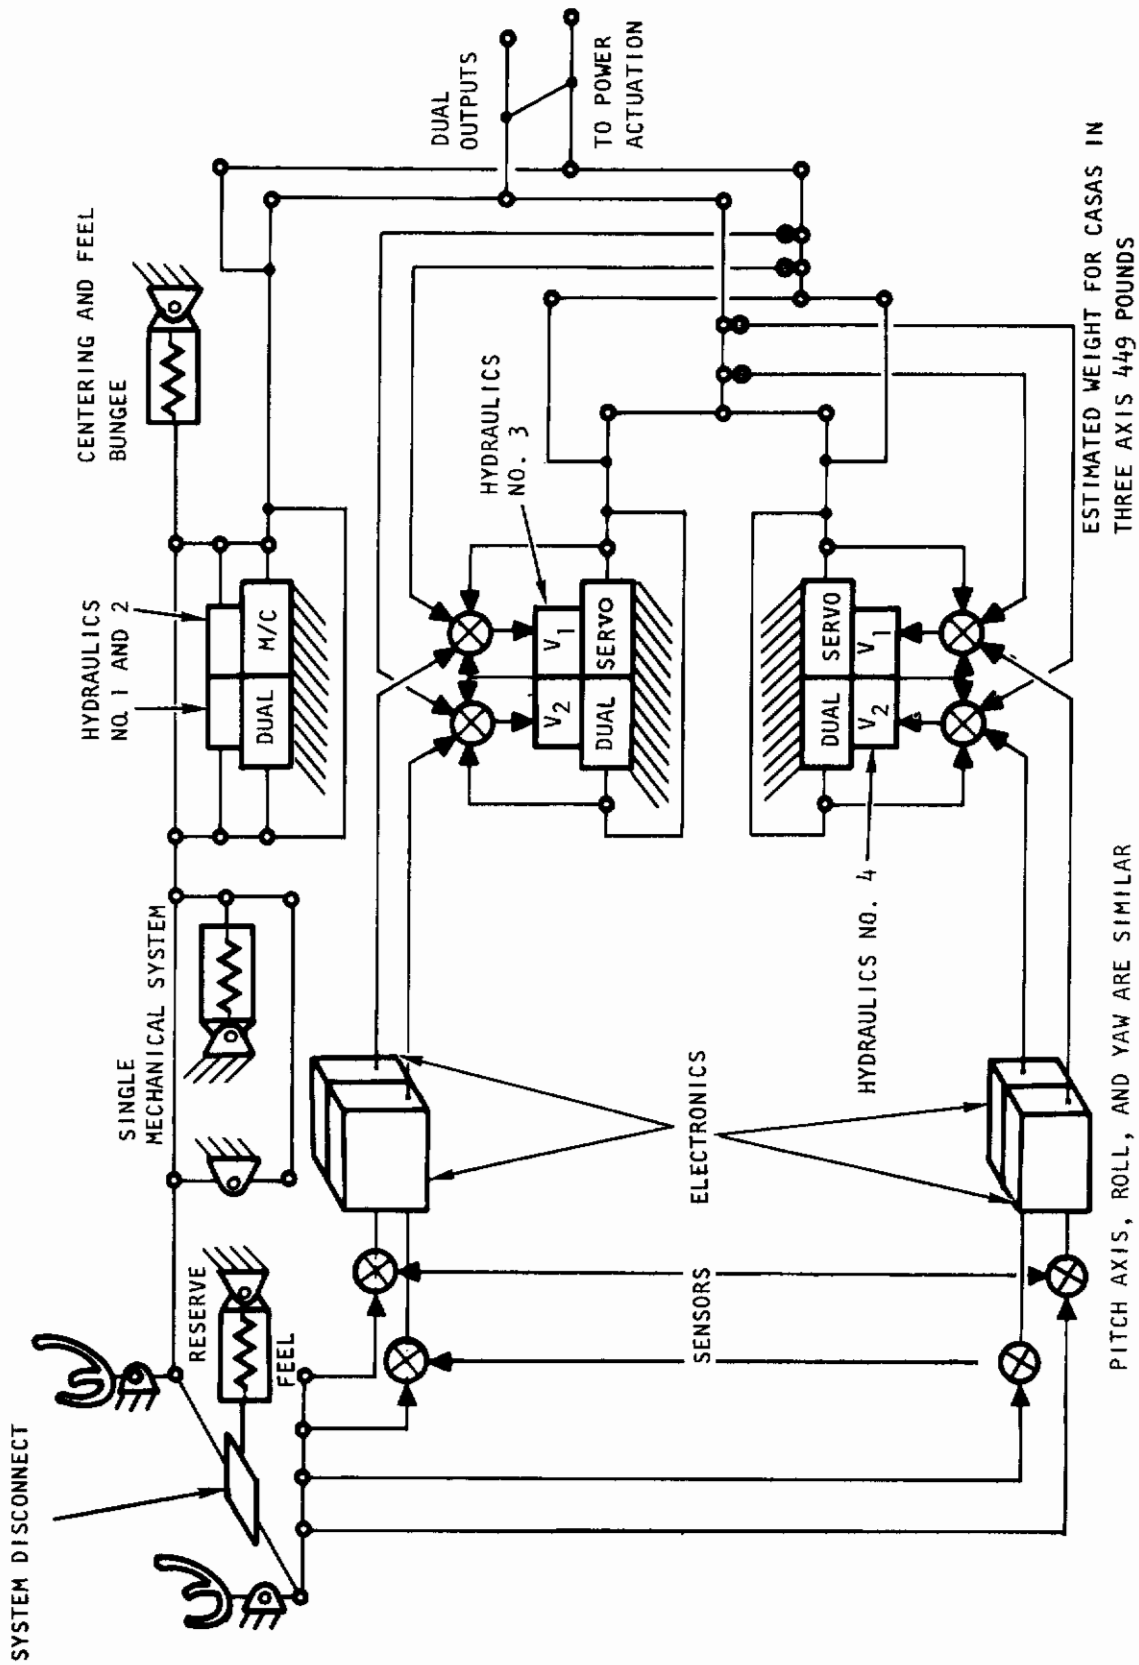 SYSTEM DISCONNECT
RESERVE
FEEL
SINGLE
MECHANICAL SYSTEM
HYDRAULICS
NO. 1 AND 2
CENTERING AND FEEL
BUNGEE
DUAL
M/C
DUAL
OUTPUTS
TO POWER
ACTUATION
HYDRAULICS
NO. 3
V2
V1
DUAL
SERVO
DUAL
SERVO
V2
V1
HYDRAULICS NO. 4
SENSORS
ELECTRONICS
PITCH AXIS, ROLL, AND YAW ARE SIMILAR
ESTIMATED WEIGHT FOR CASAS IN
THREE AXIS 449 POUNDS